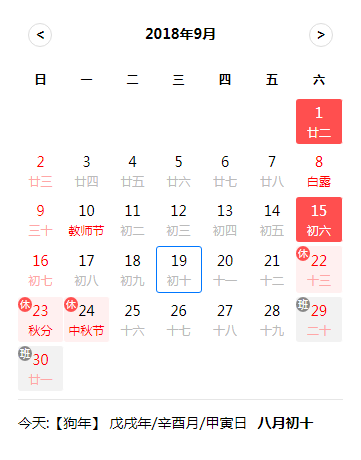 < 2018年9月 >
日 一 二 三 四 五 六
1
廿二
2 3 4 5 6 7 8
廿三 廿四 廿五 廿六 廿七 廿八 白露
9 10 11 12 13 14 15
三十 教师节 初二 初三 初四 初五 初六
休
16 17 18 19 20 21 22
初七 初八 初九 初十 十一 十二 十三
休 休 班
23 24 25 26 27 28 29
秋分 中秋节 十六 十七 十八 十九 二十
班
30
廿一
今天:【狗年】 戊戌年/辛酉月/甲寅日 八月初十